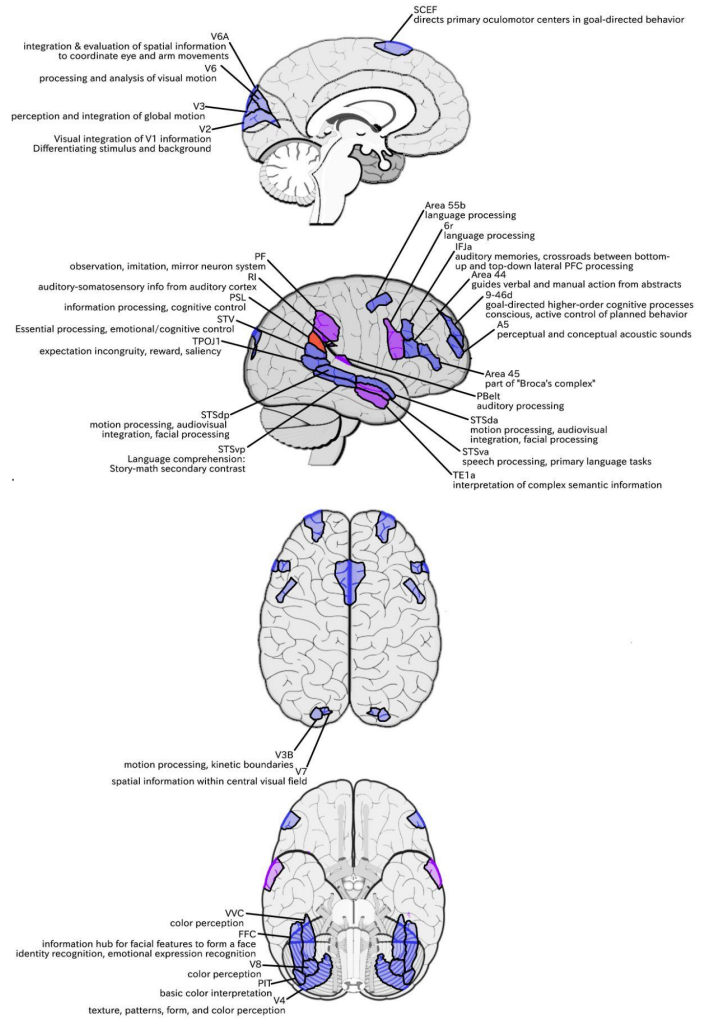 SCEF
directs primary oculomotor centers in goal-directed behavior
V6A
integration & evaluation of spatial information
to coordinate eye and arm movements
V6
processing and analysis of visual motion
V3
perception and integration of global motion
V2
Visual integration of V1 information
Differentiating stimulus and background
Area 55b
language processing
6r
language processing
IFJa
auditory memories, crossroads between bottom-
up and top-down lateral PFC processing
Area 44
guides verbal and manual action from abstracts
9-46d
goal-directed higher-order cognitive processes
conscious, active control of planned behavior
A5
perceptual and conceptual acoustic sounds
PF
observation, imitation, mirror neuron system
RI
auditory-somatosensory info from auditory cortex
PSL
information processing, cognitive control
STV
Essential processing, emotional/cognitive control
TPOJ1
expectation incongruity, reward, saliency
Area 45
part of "Broca's complex"
PBelt
auditory processing
STSdp
motion processing, audiovisual
integration, facial processing
STSvp
Language comprehension:
Story-math secondary contrast
STSda
motion processing, audiovisual
integration, facial processing
STSva
speech processing, primary language tasks
TE1a
interpretation of complex semantic information
V3B
motion processing, kinetic boundaries
V7
spatial information within central visual field
VVC
color perception
FFC
information hub for facial features to form a face
identity recognition, emotional expression recognition
V8
color perception
PIT
basic color interpretation
V4
texture, patterns, form, and color perception